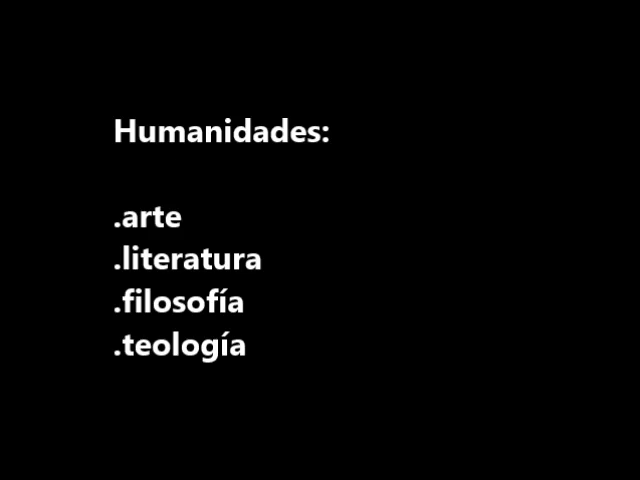 Humanidades:
.arte
.literatura
.filosofía
.teología